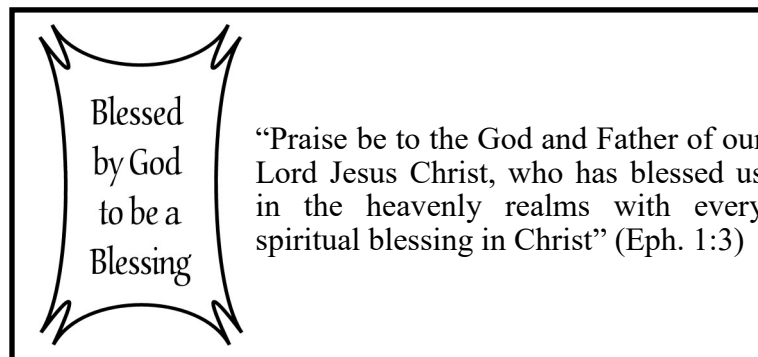 Blessed
by God
to be a
Blessing
“Praise be to the God and Father of our
Lord Jesus Christ, who has blessed us
in the heavenly realms with every
spiritual blessing in Christ” (Eph. 1:3)